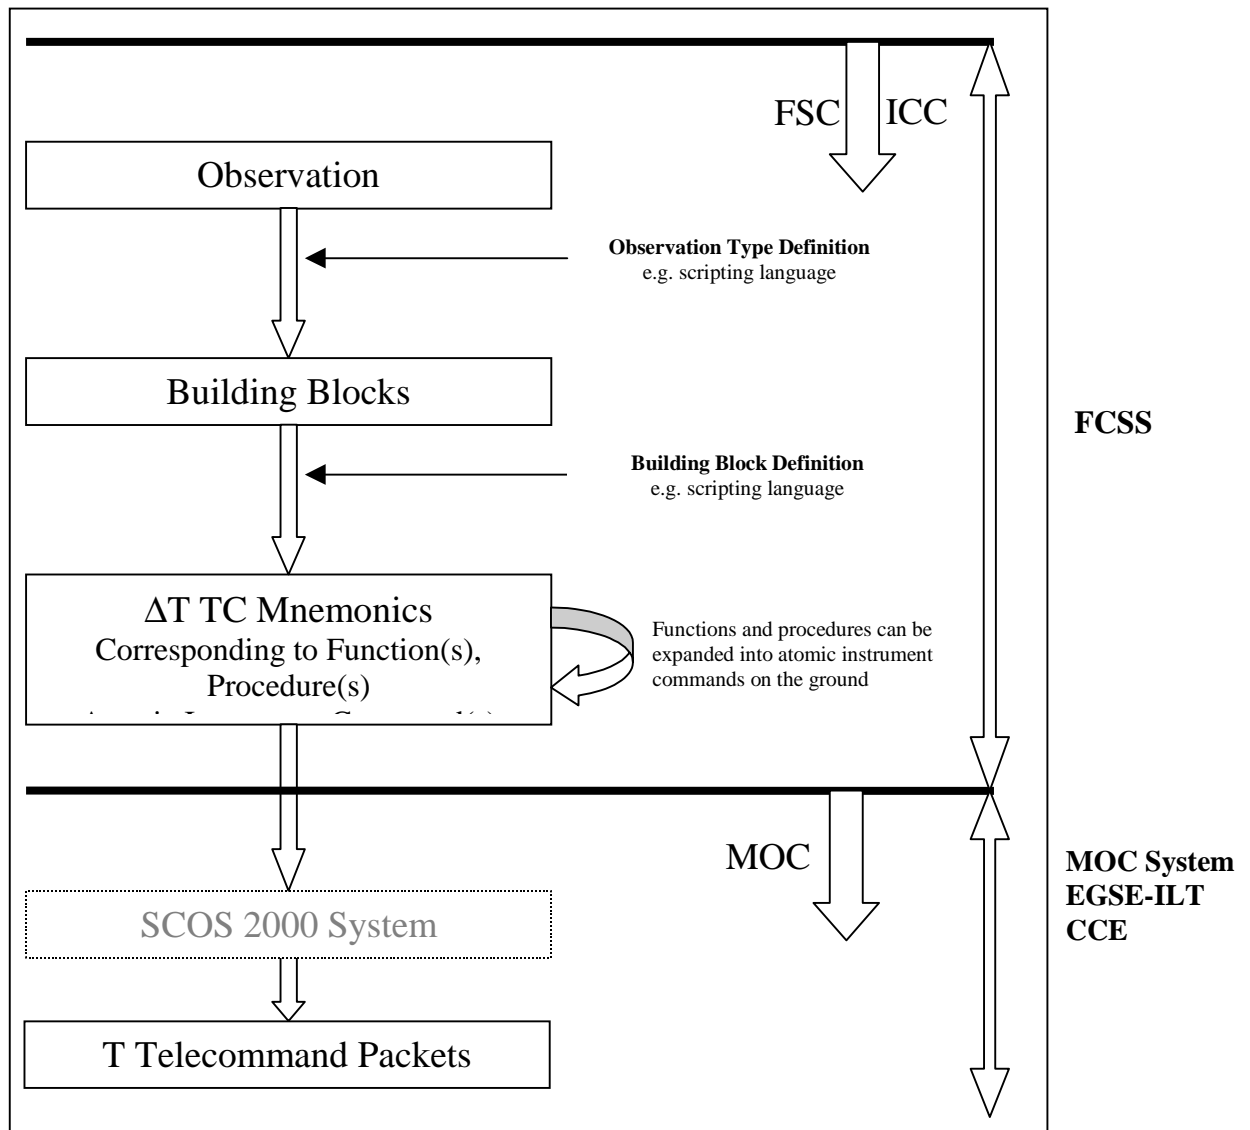 FSC ICC
Observation
Observation Type Definition
e.g. scripting language
Building Blocks
FCSS
Building Block Definition
e.g. scripting language
ΔT TC Mnemonics
Corresponding to Function(s),
Procedure(s)
Functions and procedures can be
expanded into atomic instrument
commands on the ground
MOC
MOC System
EGSE-ILT
CCE
SCOS 2000 System
T Telecommand Packets